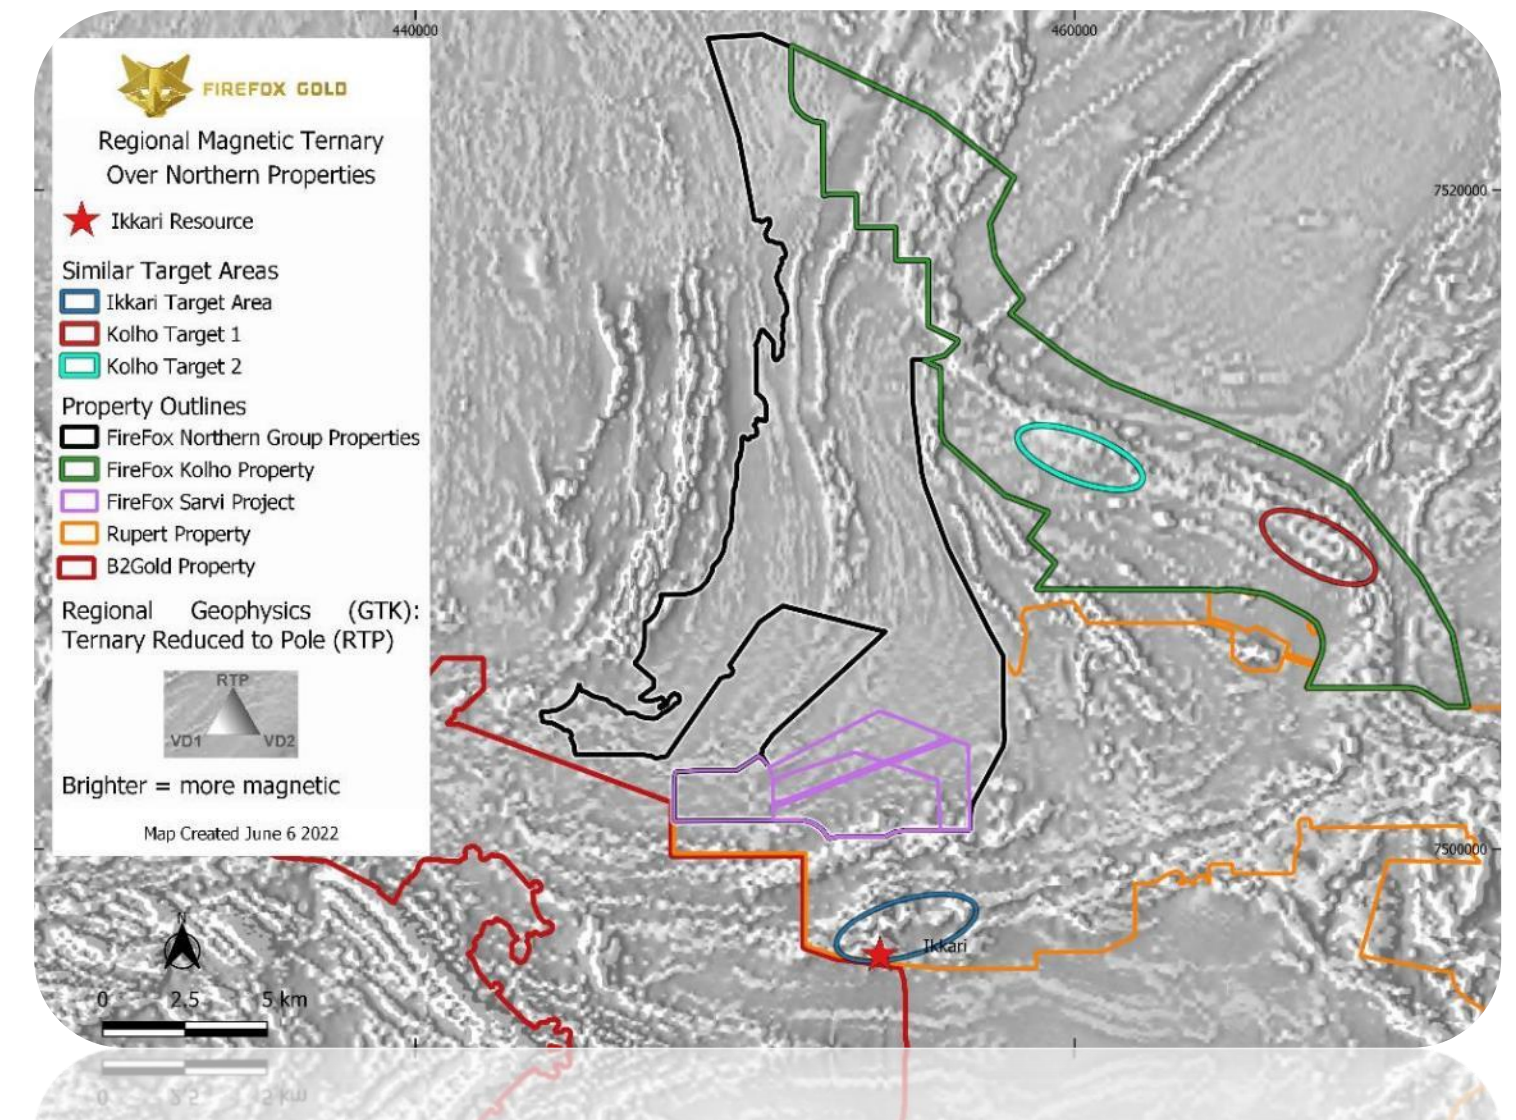 440000
460000
FIREFOX GOLD
Regional Magnetic Ternary
Over Northern Properties
7520000
Ikkari Resource
Similar Target Areas
Ikkari Target Area
Kolho Target 1
Kolho Target 2
Property Outlines
FireFox Northern Group Properties
FireFox Kolho Property
FireFox Sarvi Project
Rupert Property
B2Gold Property
Regional Geophysics (GTK):
Ternary Reduced to Pole (RTP)
RTP
VD1 VD2
Brighter = more magnetic
Map Created June 6 2022
7500000
N
Ikkari
0 2.5 5 km